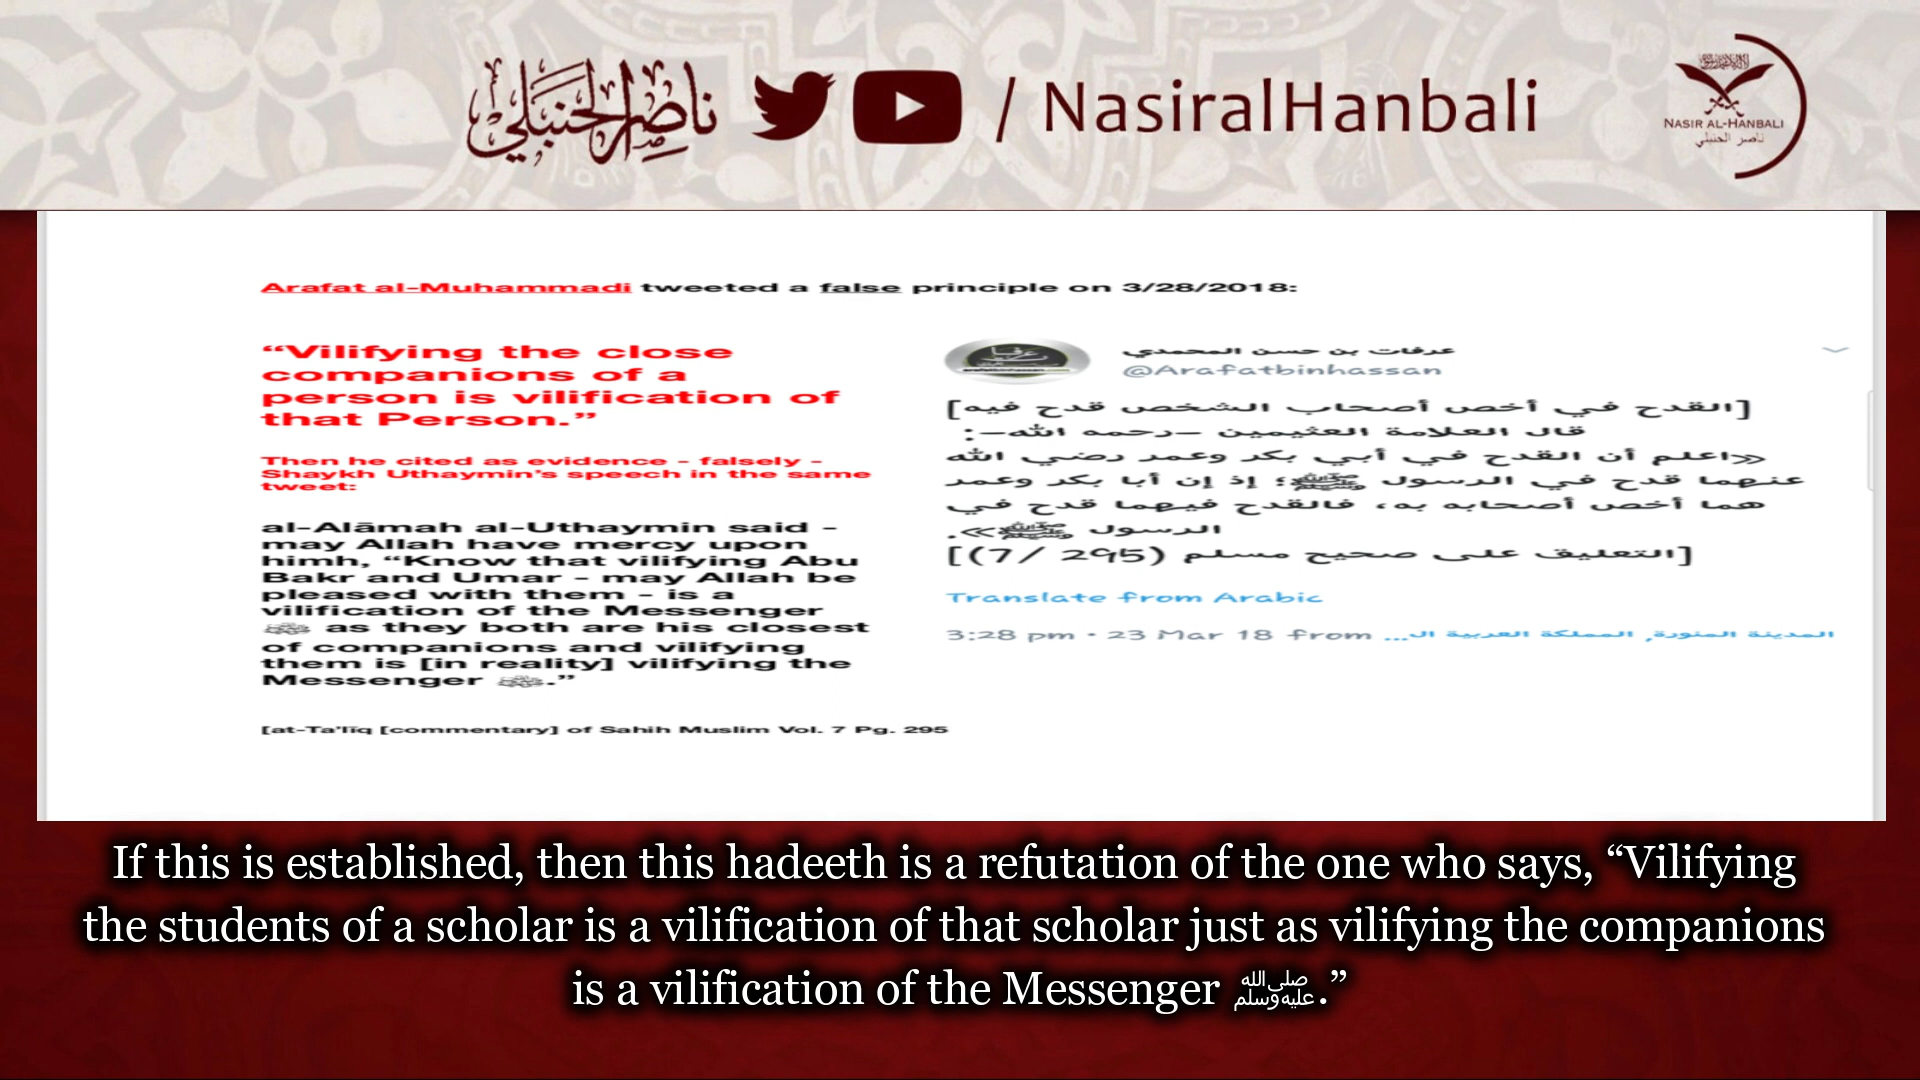 ناصر الحنبلي / NasiralHanbali
NASIR AL-HANBALI
ناصر الحنبلي
Arafat al-Muhammadi tweeted a false principle on 3/28/2018:
“Vilifying the close
companions of a
person is vilification of
that Person.”
Then he cited as evidence - falsely -
Shaykh Uthaymin's speech in the same
tweet:
al-Alāmah al-Uthaymin said -
may Allah have mercy upon
himh, “Know that vilifying Abu
Bakr and Umar - may Allah be
pleased with them - is a
vilification of the Messenger
ﷺ as they both are his closest
of companions and vilifying
them is [in reality] vilifying the
Messenger ﷺ.”
[at-Ta'līq [commentary] of Sahih Muslim Vol. 7 Pg. 295
عرفات بن حسن المحمدي
@Arafatbinhassan
[القدح في أخص أصحاب الشخص قدح فيه]
قال العلامة العثيمين -رحمه الله-:
«اعلم أن القدح في أبي بكر وعمر رضي الله
عنهما قدح في الرسول ﷺ؛ إذ إن أبا بكر وعمر
هما أخص أصحابه به، فالقدح فيهما قدح في
الرسول ﷺ».
[التعليق على صحيح مسلم (295 /7)]
Translate from Arabic
3:28 pm • 23 Mar 18 from المدينة المنورة, المملكة العربية ال...
If this is established, then this hadeeth is a refutation of the one who says, “Vilifying
the students of a scholar is a vilification of that scholar just as vilifying the companions
is a vilification of the Messenger ﷺ.”